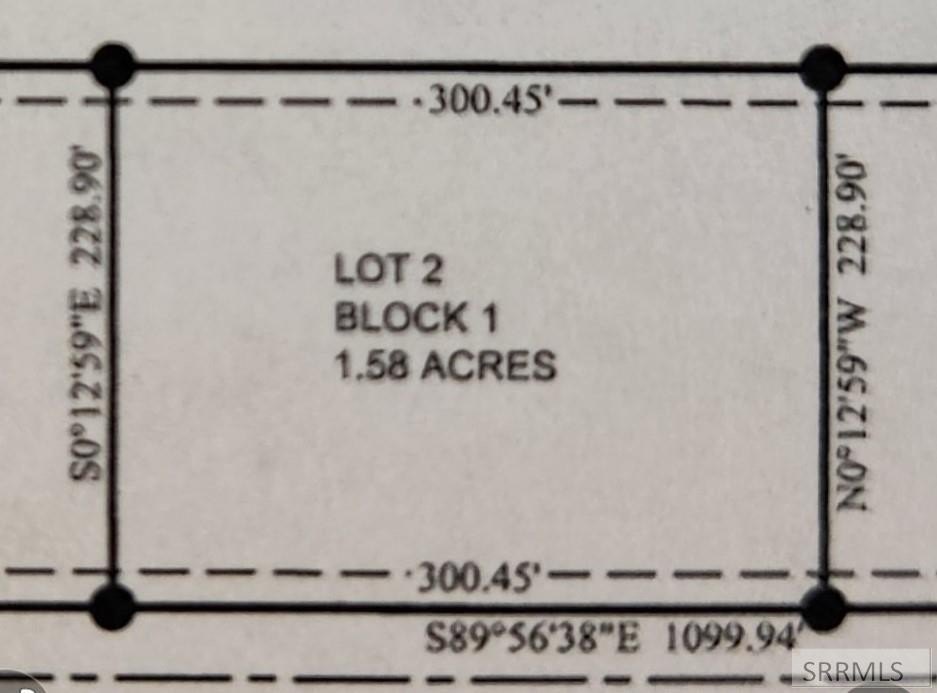 300.45'
S0°12'59"E 228.90'
N0°12'59"W 228.90'
LOT 2
BLOCK 1
1.58 ACRES
300.45'
S89°56'38"E 1099.94'
SRRMLS